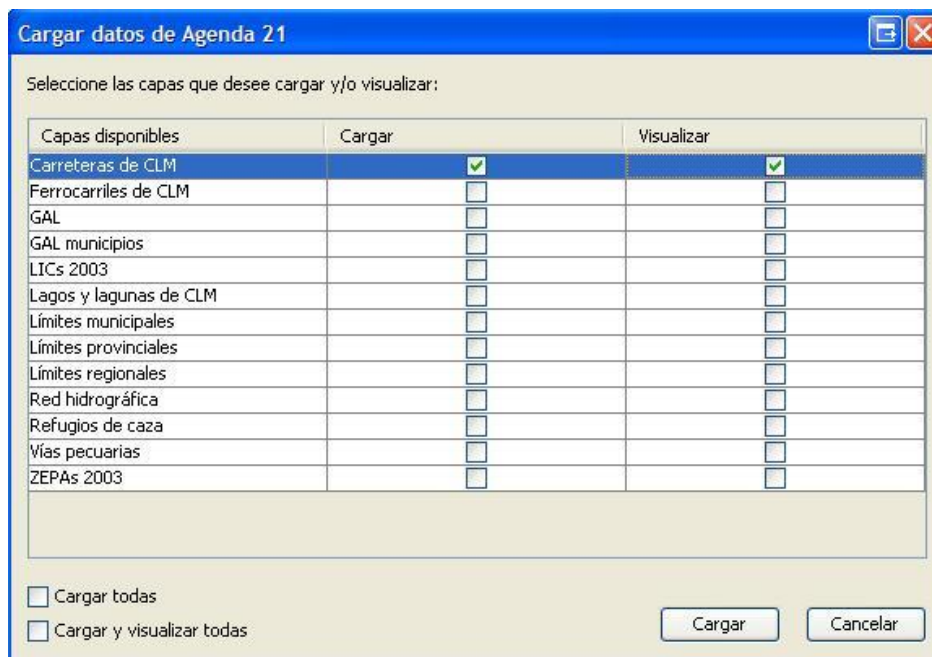 Cargar datos de Agenda 21
Seleccione las capas que desee cargar y/o visualizar:
Capas disponibles Cargar Visualizar
Carreteras de CLM
Ferrocarriles de CLM
GAL
GAL municipios
LICs 2003
Lagos y lagunas de CLM
Límites municipales
Límites provinciales
Límites regionales
Red hidrográfica
Refugios de caza
Vías pecuarias
ZEPAs 2003
Cargar todas
Cargar y visualizar todas
Cargar Cancelar